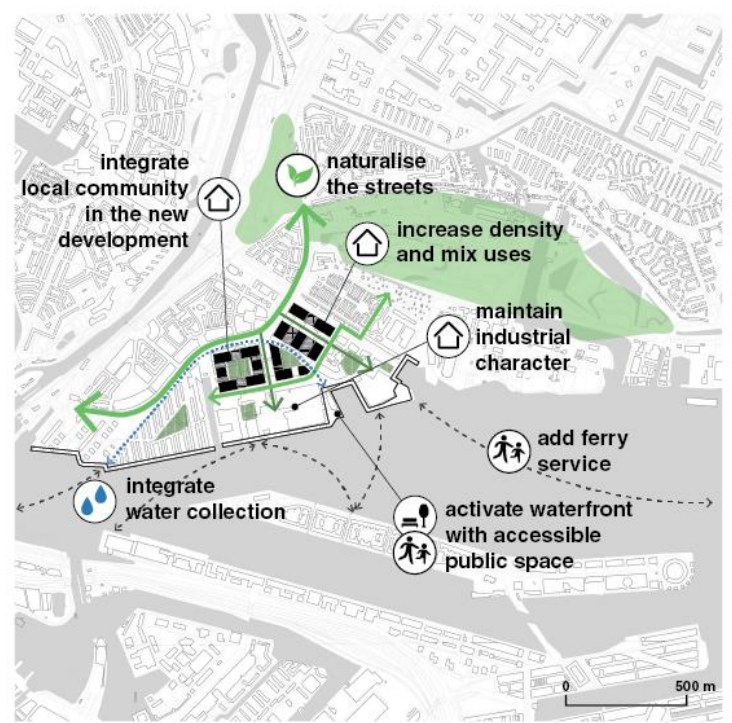 integrate
local community
in the new
development
naturalise
the streets
increase density
and mix uses
maintain
industrial
character
add ferry
service
integrate
water collection
activate waterfront
with accessible
public space
0 500 m